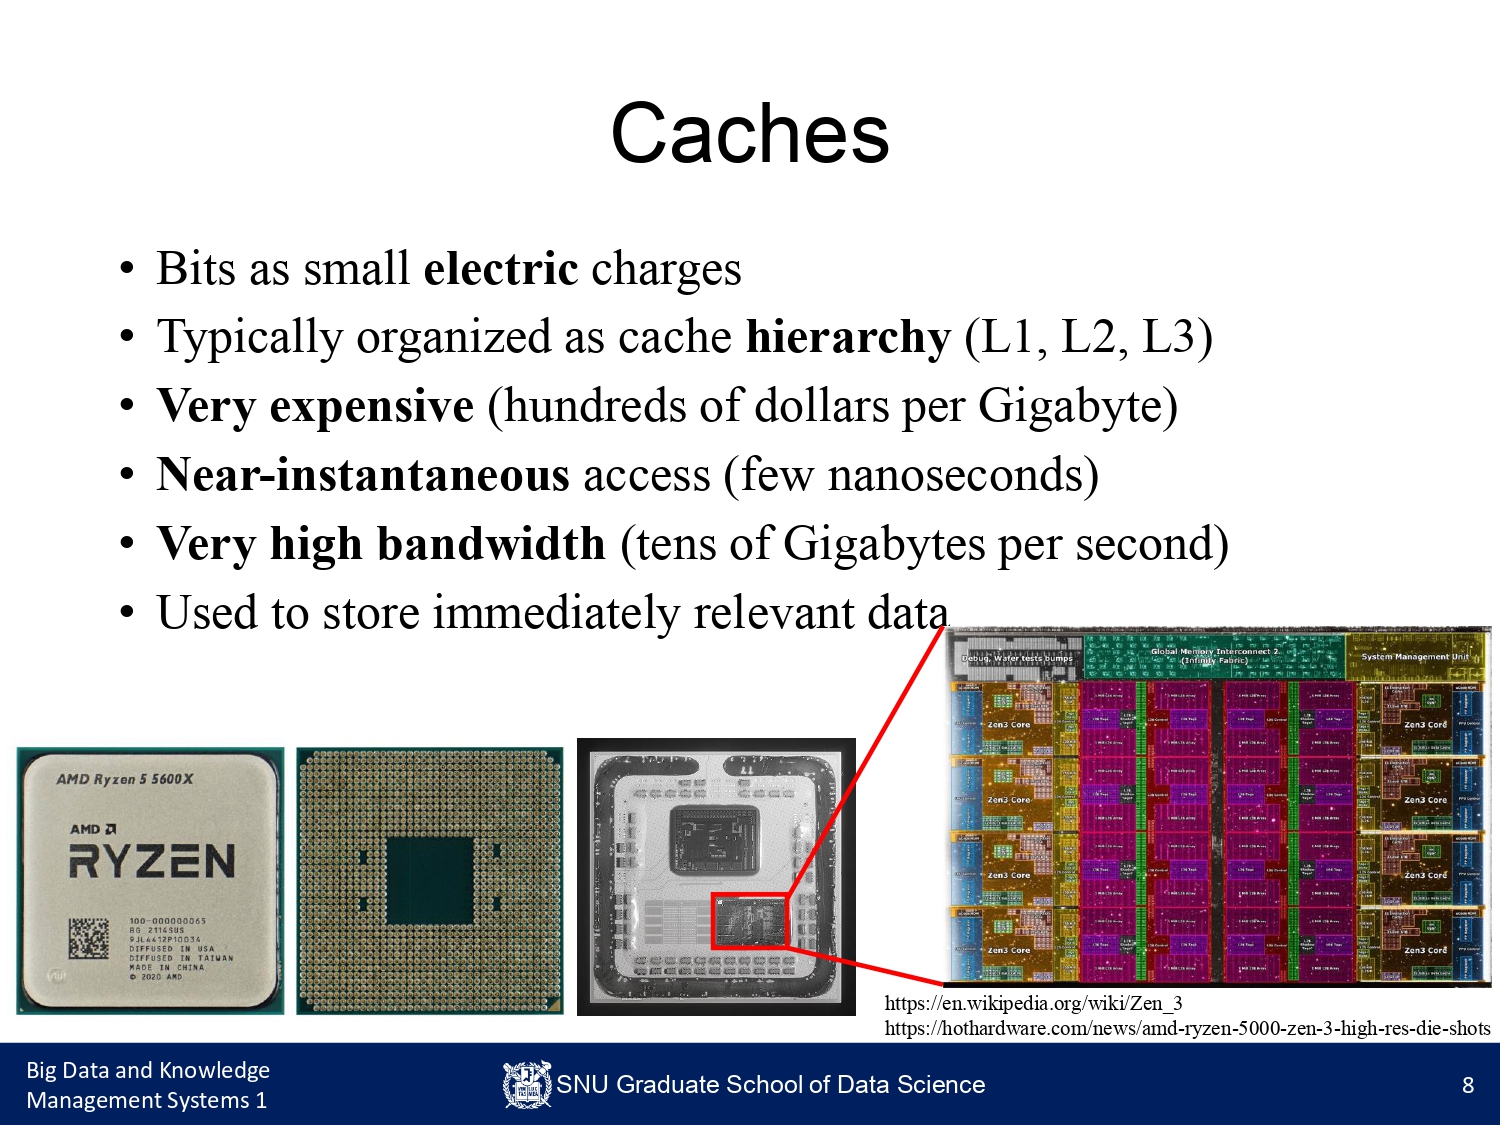 Caches
• Bits as small electric charges
• Typically organized as cache hierarchy (L1, L2, L3)
• Very expensive (hundreds of dollars per Gigabyte)
• Near-instantaneous access (few nanoseconds)
• Very high bandwidth (tens of Gigabytes per second)
• Used to store immediately relevant data
AMD Ryzen 5 5600X
AMD
RYZEN
100-000000065
BG 2114SUS
9JL4412P10034
DIFFUSED IN USA
DIFFUSED IN TAIWAN
MADE IN CHINA
© 2020 AMD
Debug, Wafer tests bumps
Global Memory Interconnect 2
(Infinity Fabric)
System Management Unit
Zen3 Core
Zen3 Core
Zen3 Core
Zen3 Core
Zen3 Core
Zen3 Core
Zen3 Core
Zen3 Core
https://en.wikipedia.org/wiki/Zen_3
https://hothardware.com/news/amd-ryzen-5000-zen-3-high-res-die-shots
Big Data and Knowledge
Management Systems 1
SNU Graduate School of Data Science
8